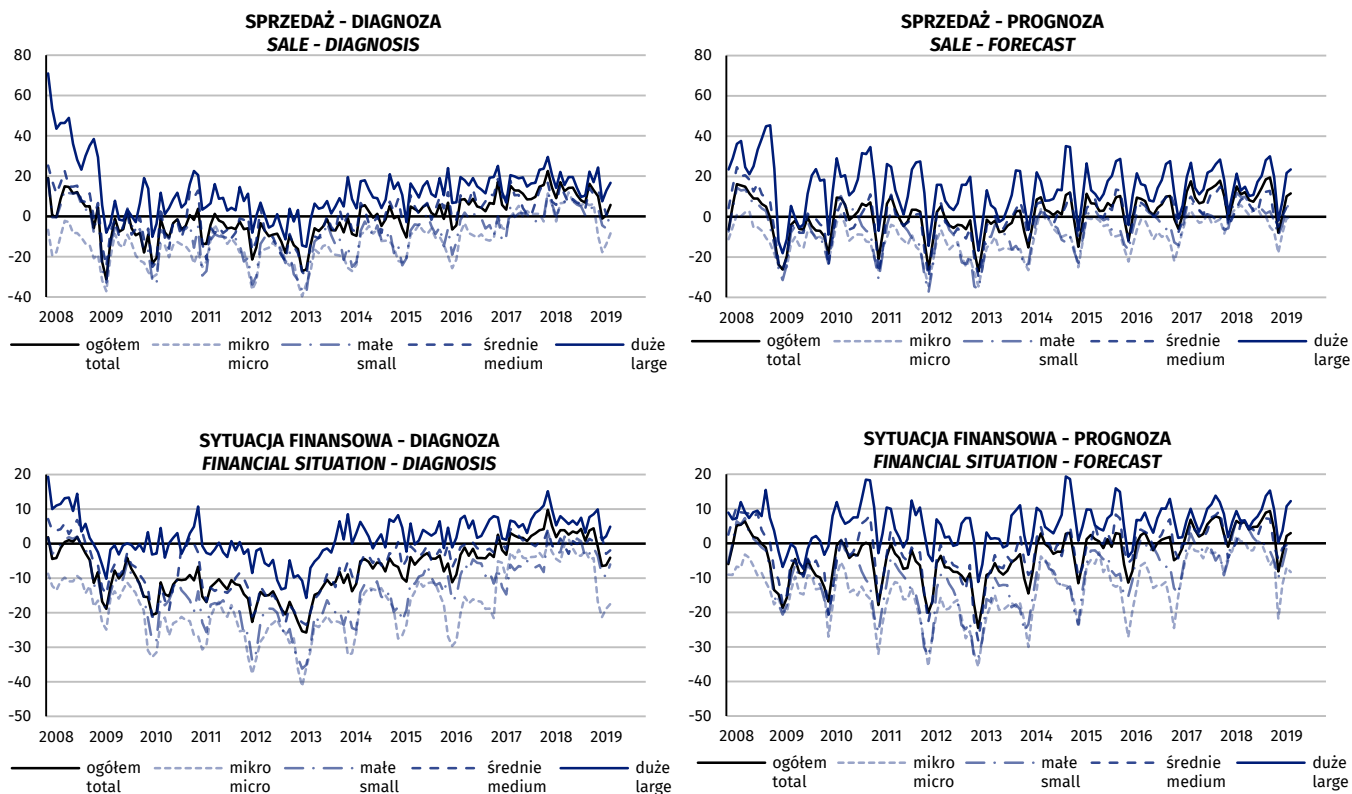 SPRZEDAŻ - DIAGNOZA
SALE - DIAGNOSIS
80
60
40
20
0
-20
-40
2008 2009 2010 2011 2012 2013 2014 2015 2016 2017 2018 2019
ogółem mikro małe średnie duże
total micro small medium large
SPRZEDAŻ - PROGNOZA
SALE - FORECAST
80
60
40
20
0
-20
-40
2008 2009 2010 2011 2012 2013 2014 2015 2016 2017 2018 2019
ogółem mikro małe średnie duże
total micro small medium large
SYTUACJA FINANSOWA - DIAGNOZA
FINANCIAL SITUATION - DIAGNOSIS
20
10
0
-10
-20
-30
-40
-50
2008 2009 2010 2011 2012 2013 2014 2015 2016 2017 2018 2019
ogółem mikro małe średnie duże
total micro small medium large
SYTUACJA FINANSOWA - PROGNOZA
FINANCIAL SITUATION - FORECAST
20
10
0
-10
-20
-30
-40
-50
2008 2009 2010 2011 2012 2013 2014 2015 2016 2017 2018 2019
ogółem mikro małe średnie duże
total micro small medium large